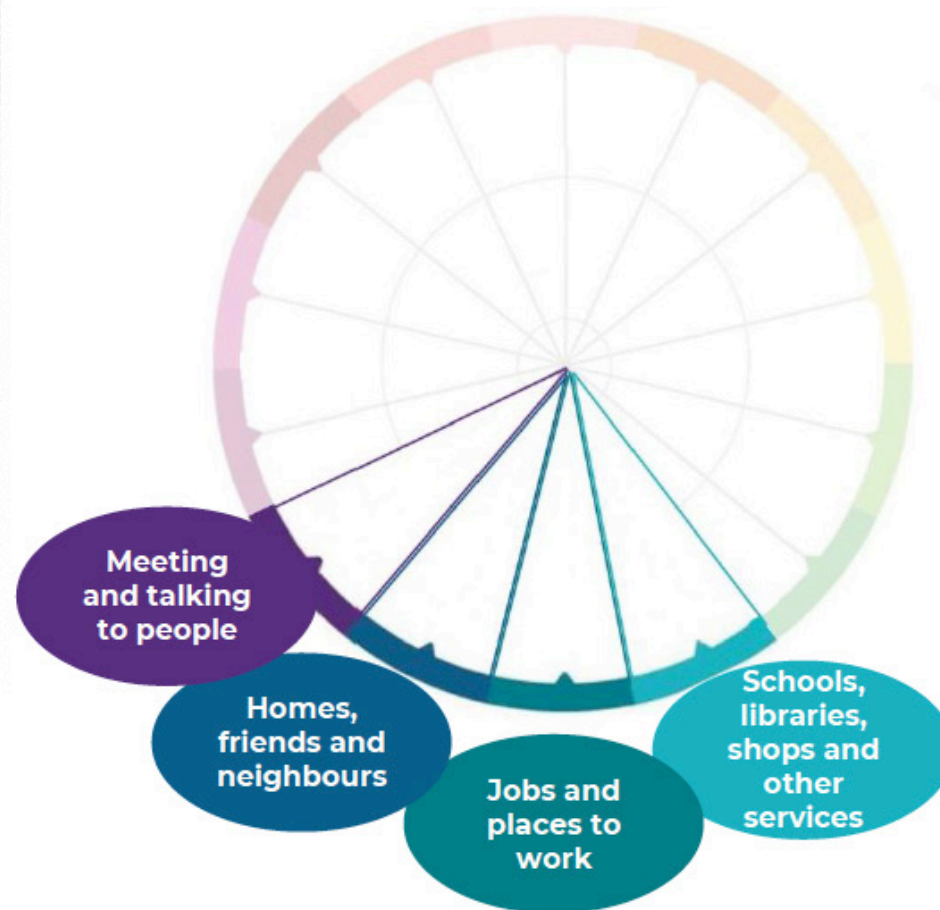 Meeting
and talking
to people
Homes,
friends and
neighbours
Jobs and
places to
work
Schools,
libraries,
shops and
other
services